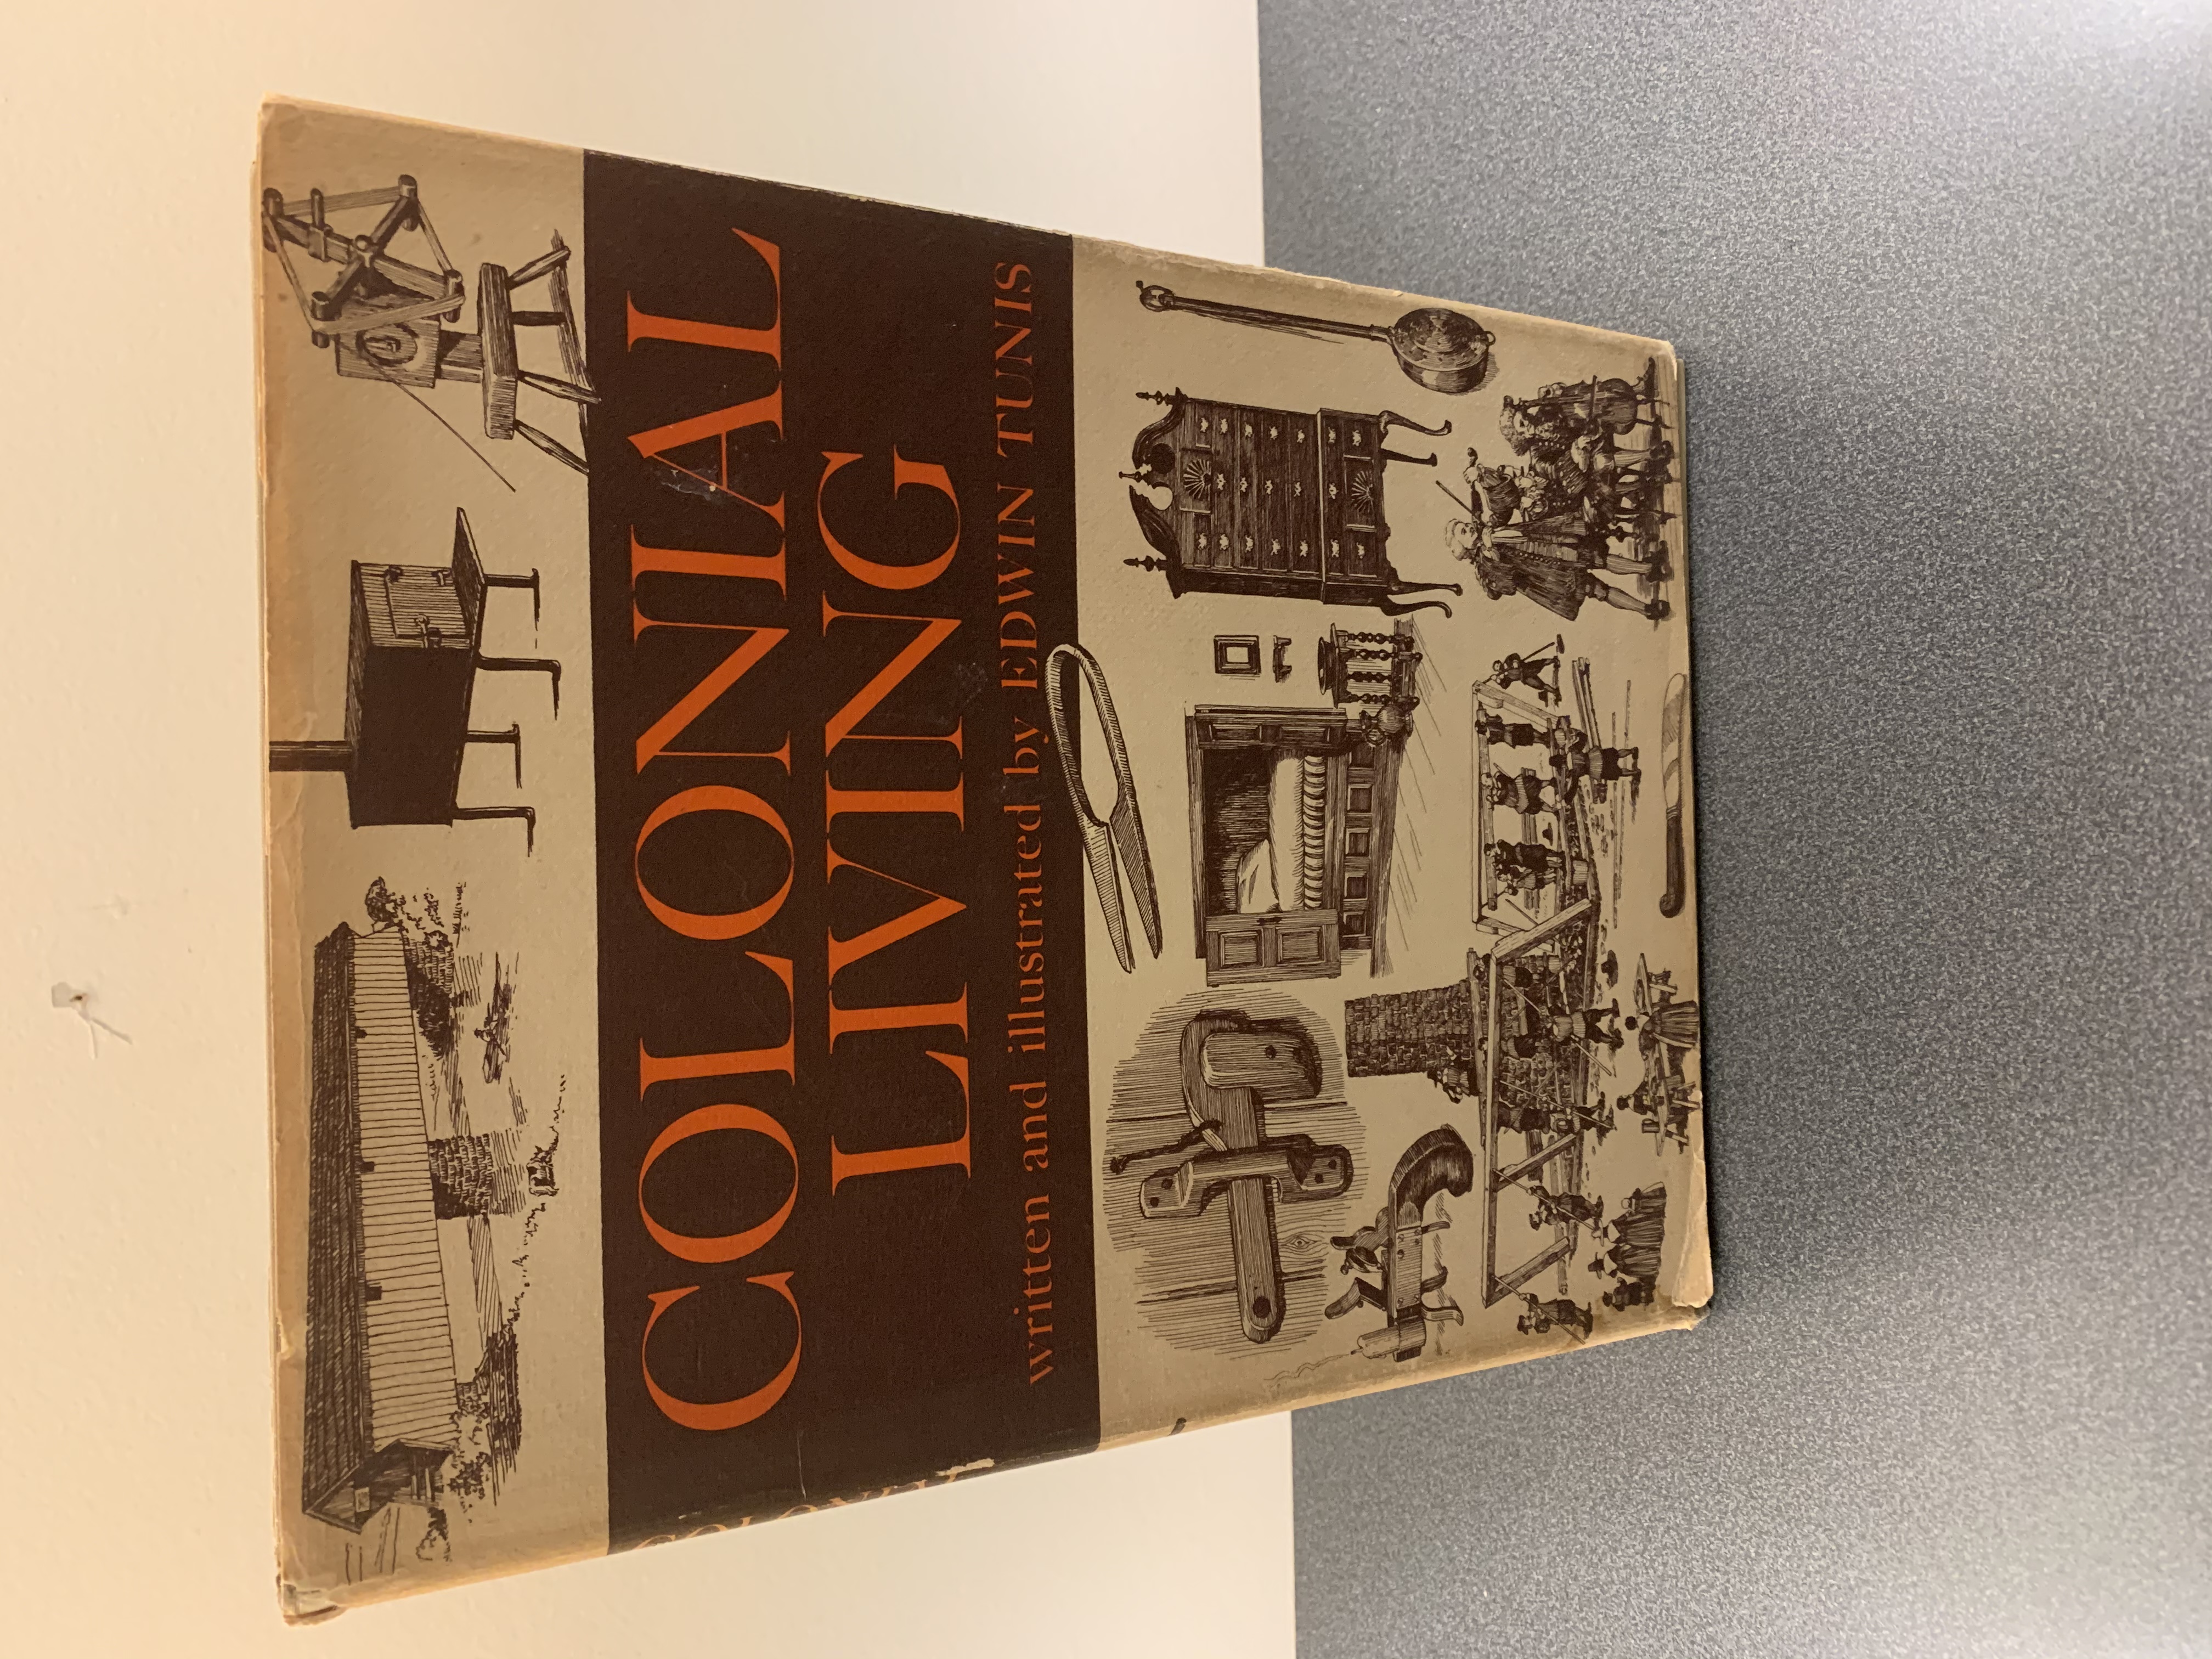 COLONIAL
LIVING
written and illustrated by EDWIN TUNIS